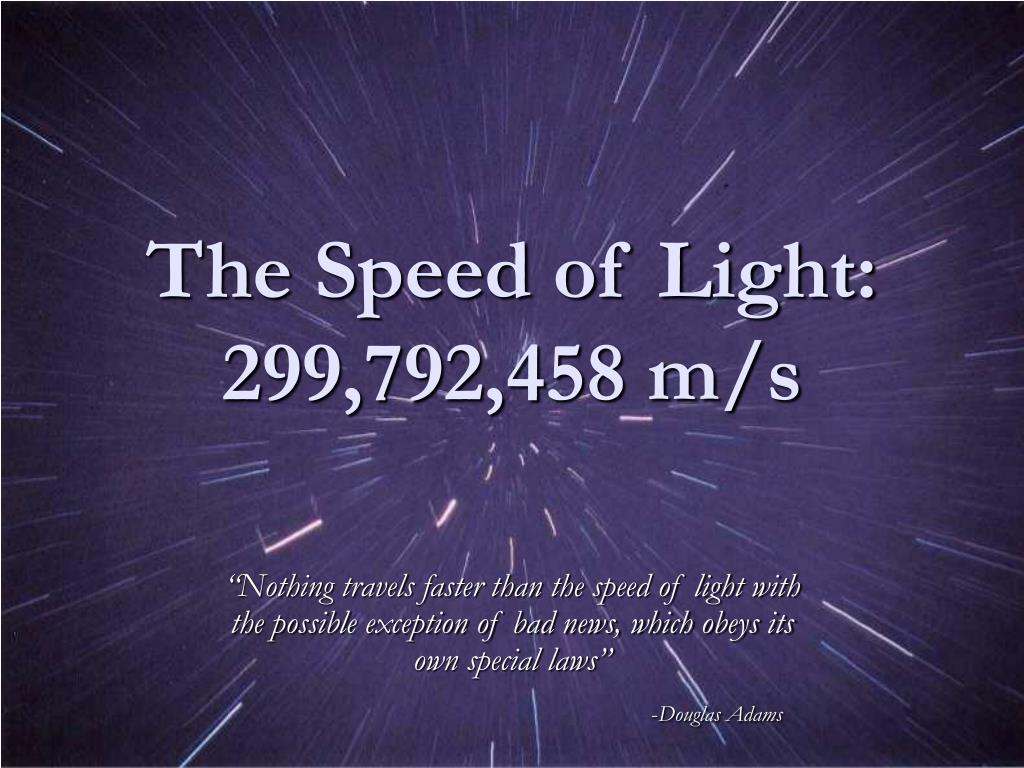 The Speed of Light:
299,792,458 m/s
“Nothing travels faster than the speed of light with
the possible exception of bad news, which obeys its
own special laws”
-Douglas Adams